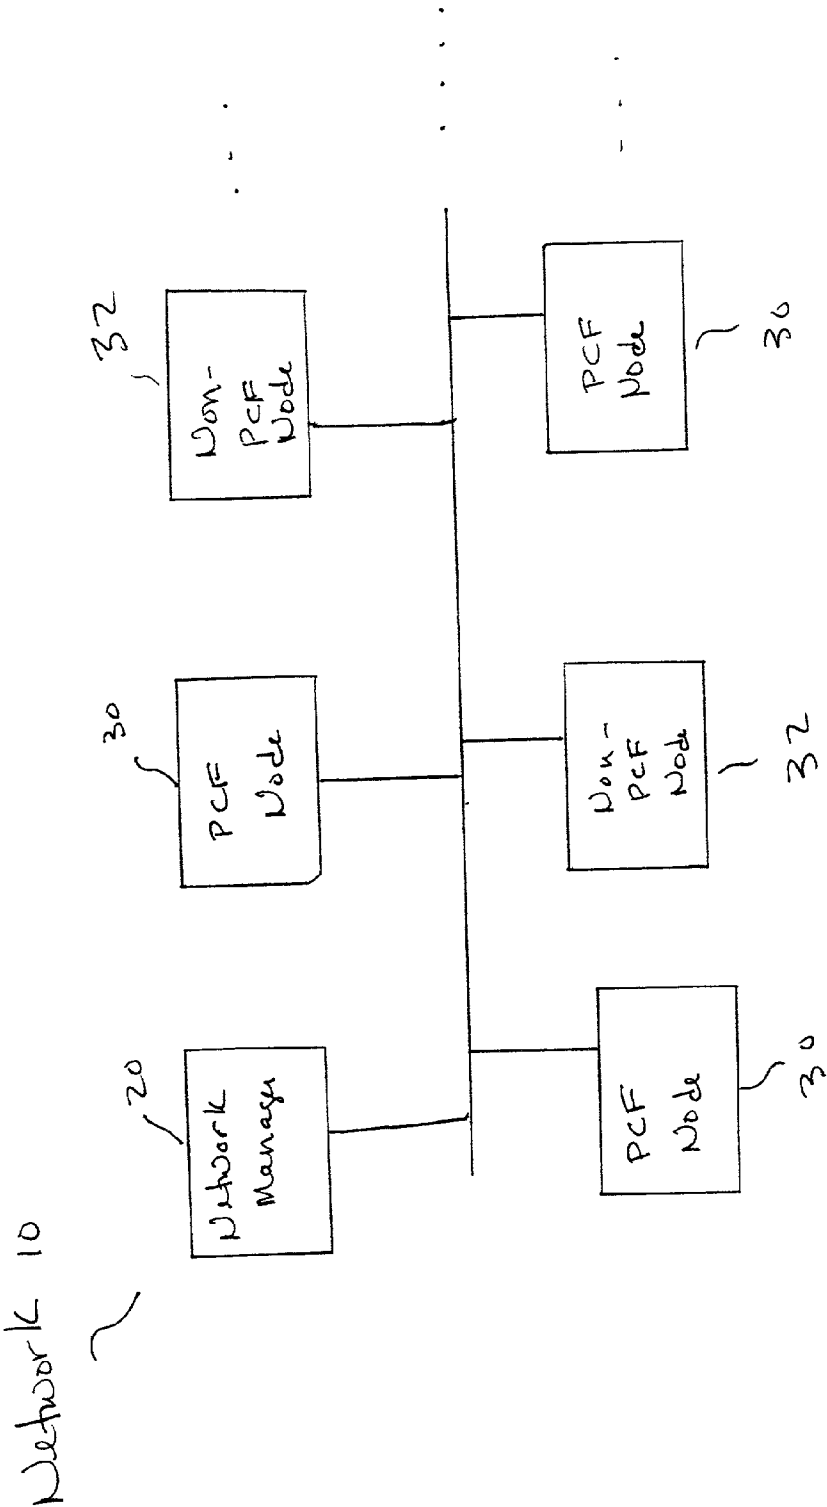 Network 10
20
Network
Manager
30
PCF
Node
32
Non-
PCF
Node
PCF
Node
30
Non-
PCF
Node
32
PCF
Node
30